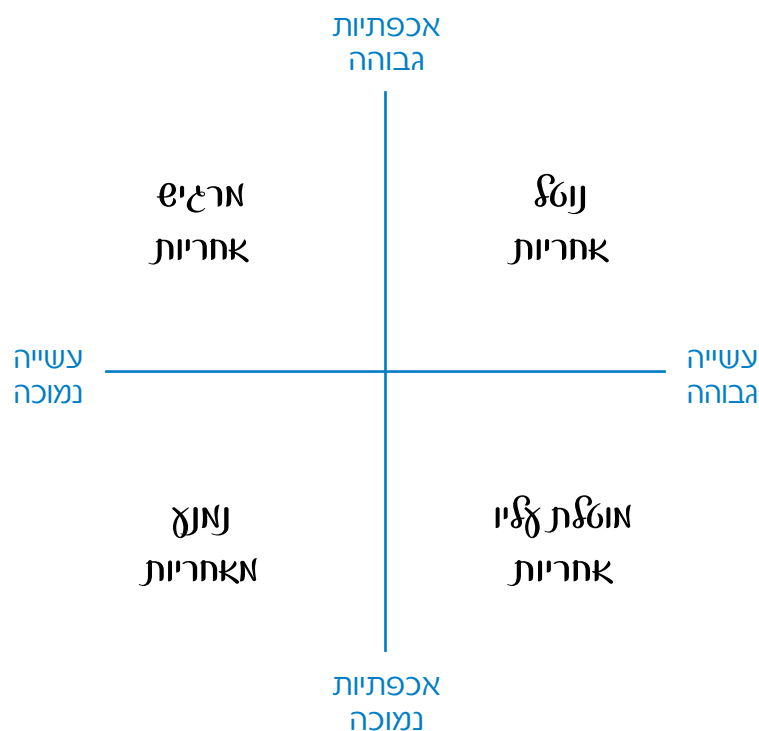 אכפתיות
גבוהה
נוטל
אחריות
מרגיש
אחריות
עשייה
גבוהה
עשייה
נמוכה
מוטלת עליו
אחריות
נמנע
מאחריות
אכפתיות
נמוכה